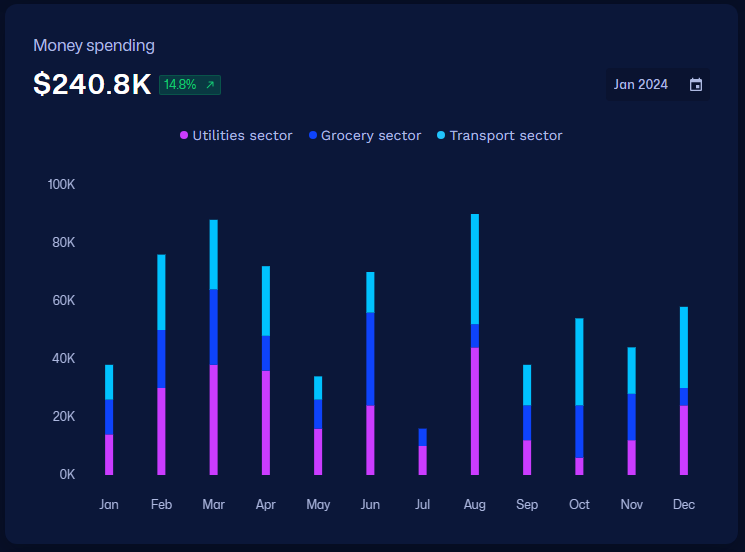 Money spending
$240.8K 14.8% ↗
Jan 2024
Utilities sector Grocery sector Transport sector
100K
80K
60K
40K
20K
0K
Jan Feb Mar Apr May Jun Jul Aug Sep Oct Nov Dec